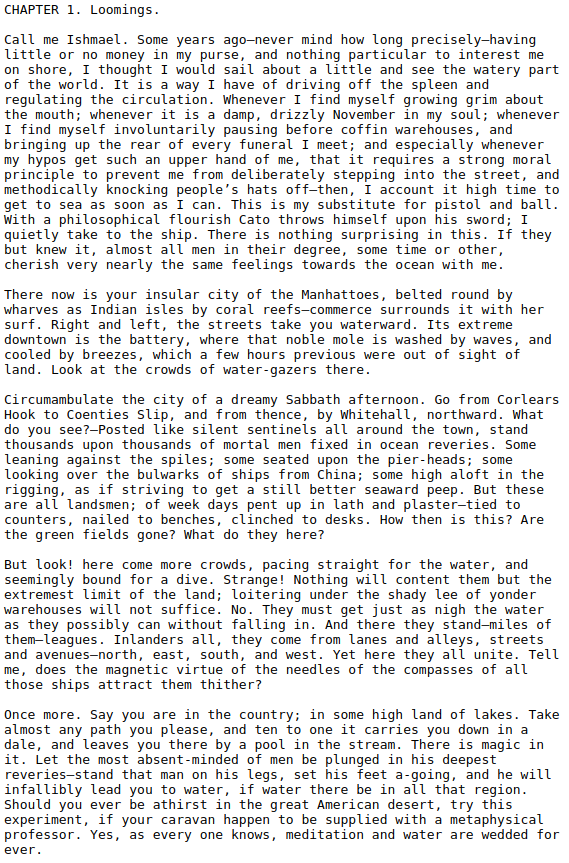 CHAPTER 1. Loomings.

Call me Ishmael. Some years ago—never mind how long precisely—having
little or no money in my purse, and nothing particular to interest me
on shore, I thought I would sail about a little and see the watery part
of the world. It is a way I have of driving off the spleen and
regulating the circulation. Whenever I find myself growing grim about
the mouth; whenever it is a damp, drizzly November in my soul; whenever
I find myself involuntarily pausing before coffin warehouses, and
bringing up the rear of every funeral I meet; and especially whenever
my hypos get such an upper hand of me, that it requires a strong moral
principle to prevent me from deliberately stepping into the street, and
methodically knocking people’s hats off—then, I account it high time to
get to sea as soon as I can. This is my substitute for pistol and ball.
With a philosophical flourish Cato throws himself upon his sword; I
quietly take to the ship. There is nothing surprising in this. If they
but knew it, almost all men in their degree, some time or other,
cherish very nearly the same feelings towards the ocean with me.

There now is your insular city of the Manhattoes, belted round by
wharves as Indian isles by coral reefs—commerce surrounds it with her
surf. Right and left, the streets take you waterward. Its extreme
downtown is the battery, where that noble mole is washed by waves, and
cooled by breezes, which a few hours previous were out of sight of
land. Look at the crowds of water-gazers there.

Circumambulate the city of a dreamy Sabbath afternoon. Go from Corlears
Hook to Coenties Slip, and from thence, by Whitehall, northward. What
do you see?—Posted like silent sentinels all around the town, stand
thousands upon thousands of mortal men fixed in ocean reveries. Some
leaning against the spiles; some seated upon the pier-heads; some
looking over the bulwarks of ships from China; some high aloft in the
rigging, as if striving to get a still better seaward peep. But these
are all landsmen; of week days pent up in lath and plaster—tied to
counters, nailed to benches, clinched to desks. How then is this? Are
the green fields gone? What do they here?

But look! here come more crowds, pacing straight for the water, and
seemingly bound for a dive. Strange! Nothing will content them but the
extremest limit of the land; loitering under the shady lee of yonder
warehouses will not suffice. No. They must get just as nigh the water
as they possibly can without falling in. And there they stand—miles of
them—leagues. Inlanders all, they come from lanes and alleys, streets
and avenues—north, east, south, and west. Yet here they all unite. Tell
me, does the magnetic virtue of the needles of the compasses of all
those ships attract them thither?

Once more. Say you are in the country; in some high land of lakes. Take
almost any path you please, and ten to one it carries you down in a
dale, and leaves you there by a pool in the stream. There is magic in
it. Let the most absent-minded of men be plunged in his deepest
reveries—stand that man on his legs, set his feet a-going, and he will
infallibly lead you to water, if water there be in all that region.
Should you ever be athirst in the great American desert, try this
experiment, if your caravan happen to be supplied with a metaphysical
professor. Yes, as every one knows, meditation and water are wedded for
ever.